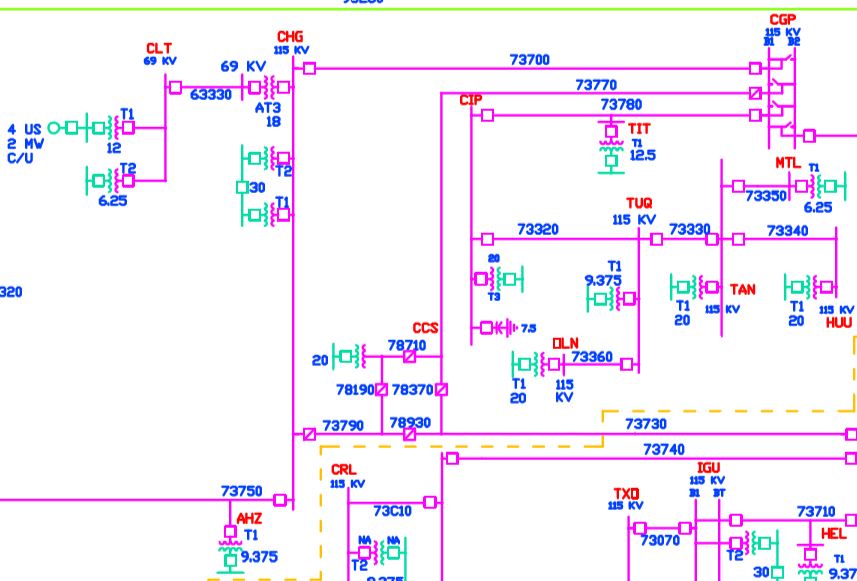 CGP
115 KV
B1 B2
CHG
115 KV
CLT
69 KV
69 KV
63330
AT3
18
73700
73770
CIP
73780
TIT
T1
12.5
4 US
2 MW
C/U
T1
12
T2
6.25
T2
30
T1
MTL
T1
73350
6.25
TUQ
115 KV
73320
73330
73340
20
T3
T1
9.375
T1
20
TAN
115 KV
T1
20
115 KV
HUU
320
7.5
CCS
78710
20
DLN
73360
T1
20
115
KV
78190
78370
73790
78930
73730
73740
CRL
115 KV
IGU
115 KV
B1 BT
TXD
115 KV
73750
AHZ
T1
9.375
73C10
NA
NA
T2
9.375
73070
73710
HEL
T2
30
T1
9.37